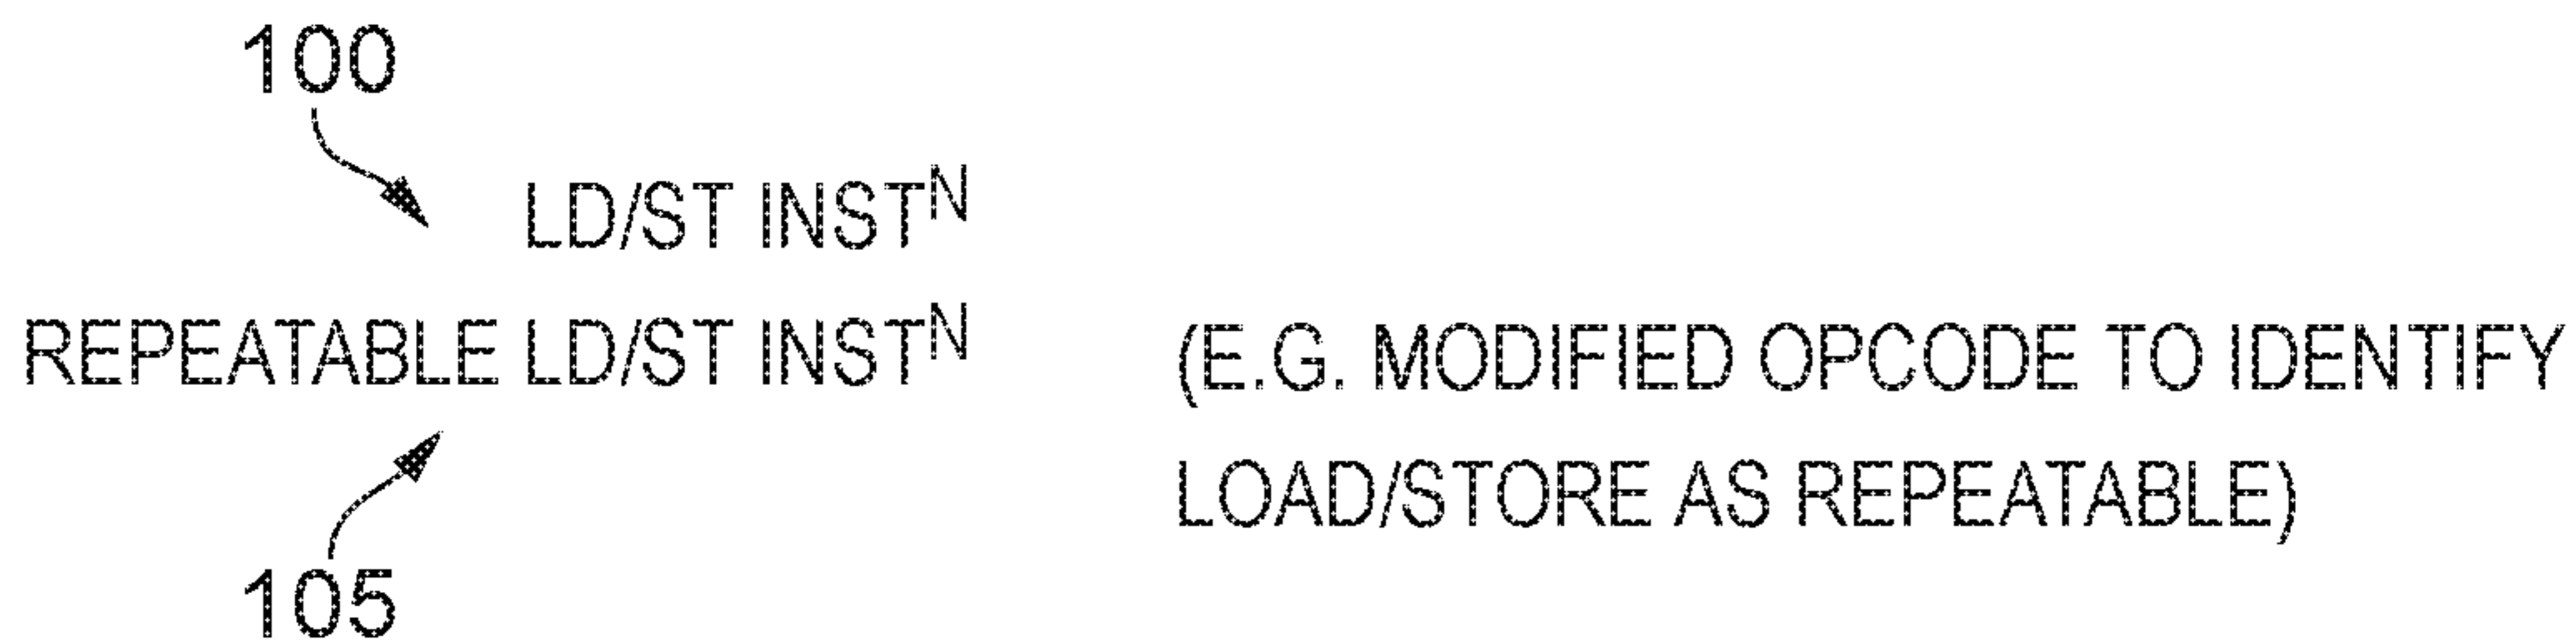 100
LD/ST INSTᴺ
REPEATABLE LD/ST INSTᴺ (E.G. MODIFIED OPCODE TO IDENTIFY
LOAD/STORE AS REPEATABLE)
105